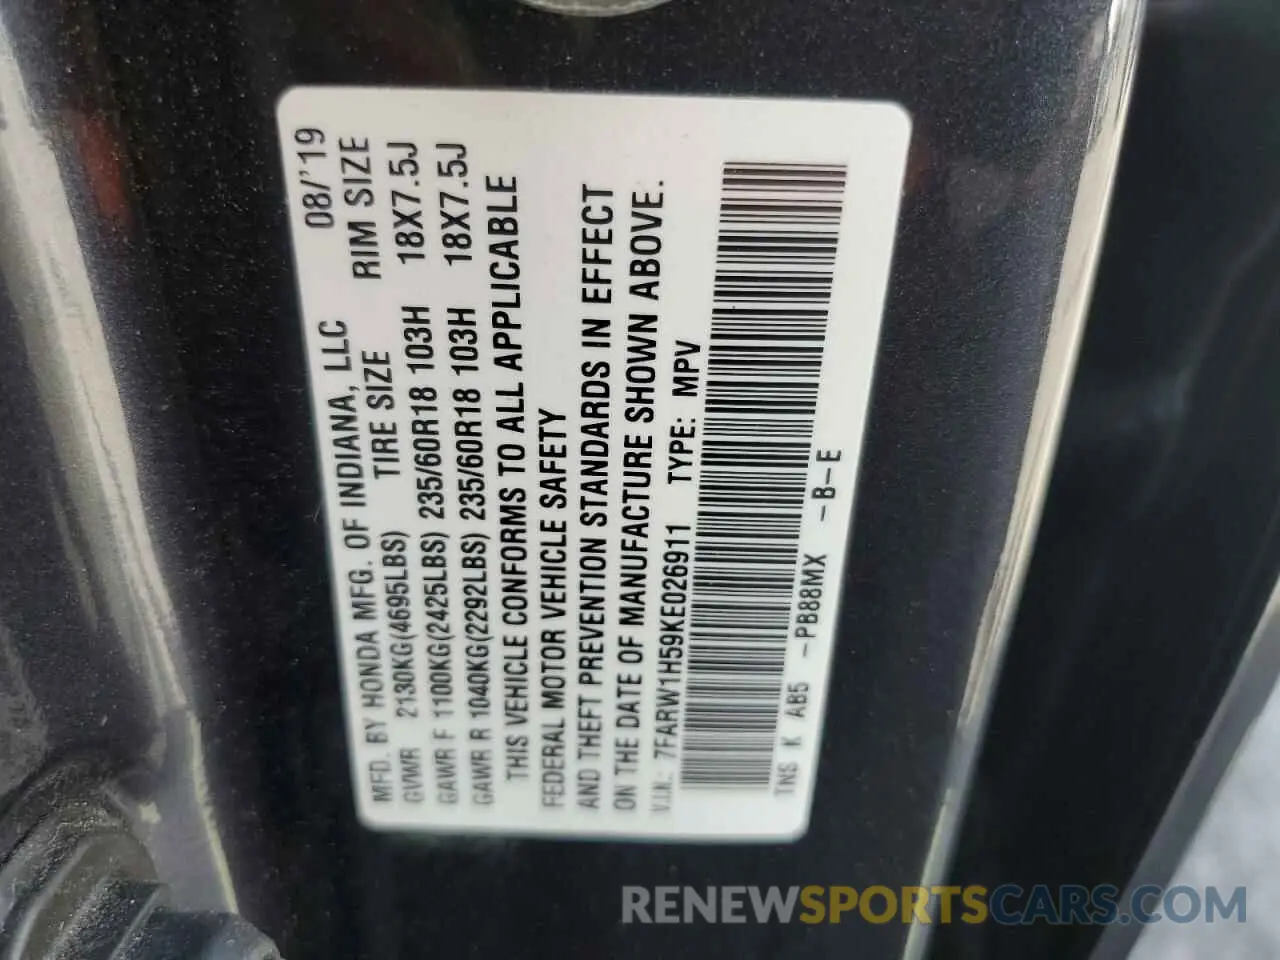 MFD. BY HONDA MFG. OF INDIANA, LLC 08/'19
GVWR 2130KG(4695LBS) TIRE SIZE RIM SIZE
GAWR F 1100KG(2425LBS) 235/60R18 103H 18X7.5J
GAWR R 1040KG(2292LBS) 235/60R18 103H 18X7.5J
THIS VEHICLE CONFORMS TO ALL APPLICABLE
FEDERAL MOTOR VEHICLE SAFETY
AND THEFT PREVENTION STANDARDS IN EFFECT
ON THE DATE OF MANUFACTURE SHOWN ABOVE.
V.I.N.: 7FARW1H59KE026911 TYPE: MPV
TNS K AB5 -PB88MX -B-E
RENEWSPORTSCARS.COM